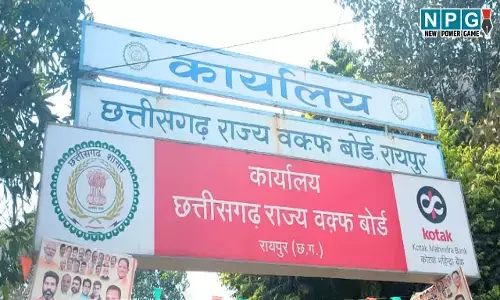 NPG
NEW POWER GAME
कार्यालय
छत्तीसगढ़ राज्य वक्फ बोर्ड, रायपुर
छत्तीसगढ़ शासन
कार्यालय
छत्तीसगढ़ राज्य वक़्फ बोर्ड
रायपुर (छ.ग.)
kotak
Kotak Mahindra Bank
कोटक महिन्द्रा बैंक